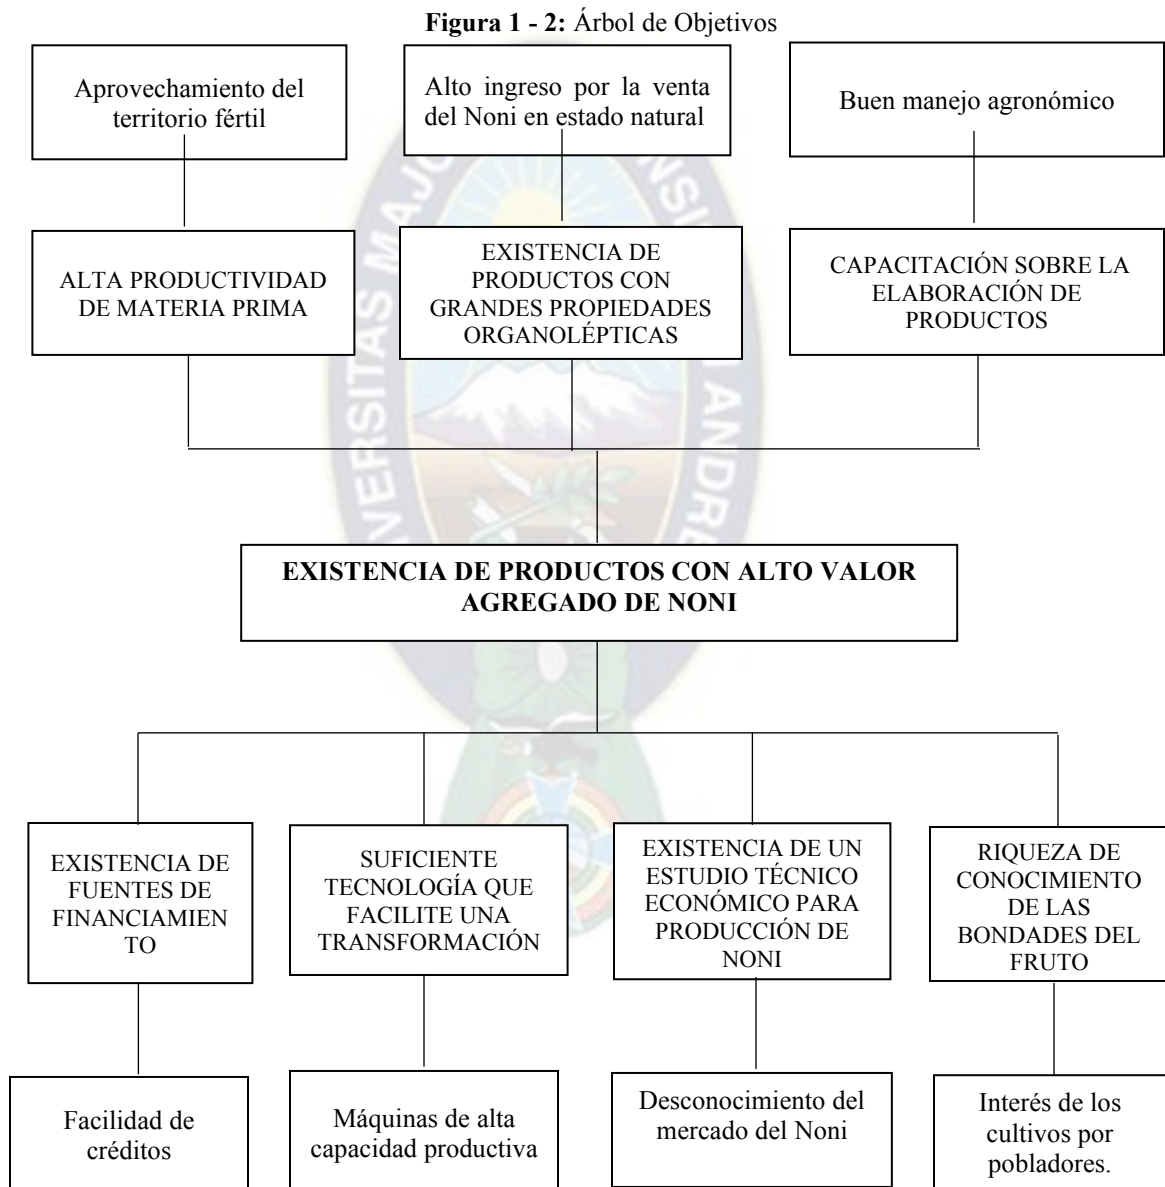 Figura 1 - 2: Árbol de Objetivos
Aprovechamiento del
territorio fértil
Alto ingreso por la venta
del Noni en estado natural
Buen manejo agronómico
ALTA PRODUCTIVIDAD
DE MATERIA PRIMA
EXISTENCIA DE
PRODUCTOS CON
GRANDES PROPIEDADES
ORGANOLÉPTICAS
CAPACITACIÓN SOBRE LA
ELABORACIÓN DE
PRODUCTOS
EXISTENCIA DE PRODUCTOS CON ALTO VALOR
AGREGADO DE NONI
EXISTENCIA DE
FUENTES DE
FINANCIAMIEN
TO
SUFICIENTE
TECNOLOGÍA QUE
FACILITE UNA
TRANSFORMACIÓN
EXISTENCIA DE UN
ESTUDIO TÉCNICO
ECONÓMICO PARA
PRODUCCIÓN DE
NONI
RIQUEZA DE
CONOCIMIENTO
DE LAS
BONDADES DEL
FRUTO
Facilidad de
créditos
Máquinas de alta
capacidad productiva
Desconocimiento del
mercado del Noni
Interés de los
cultivos por
pobladores.